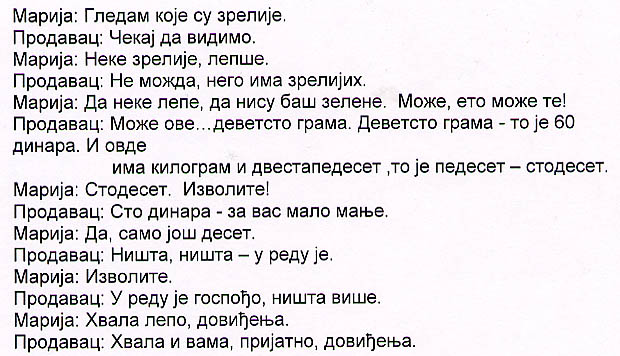 Марија: Гледам које су зрелије.
Продавац: Чекај да видимо.
Марија: Неке зрелије, лепше.
Продавац: Не можда, него има зрелијих.
Марија: Да неке лепе, да нису баш зелене. Може, ето може те!
Продавац: Може ове...деветсто грама. Деветсто грама - то је 60
динара. И овде
има килограм и двестапедесет ,то је педесет – стодесет.
Марија: Стодесет. Изволите!
Продавац: Сто динара - за вас мало мање.
Марија: Да, само још десет.
Продавац: Ништа, ништа – у реду је.
Марија: Изволите.
Продавац: У реду је госпођо, ништа више.
Марија: Хвала лепо, довиђења.
Продавац: Хвала и вама, пријатно, довиђења.